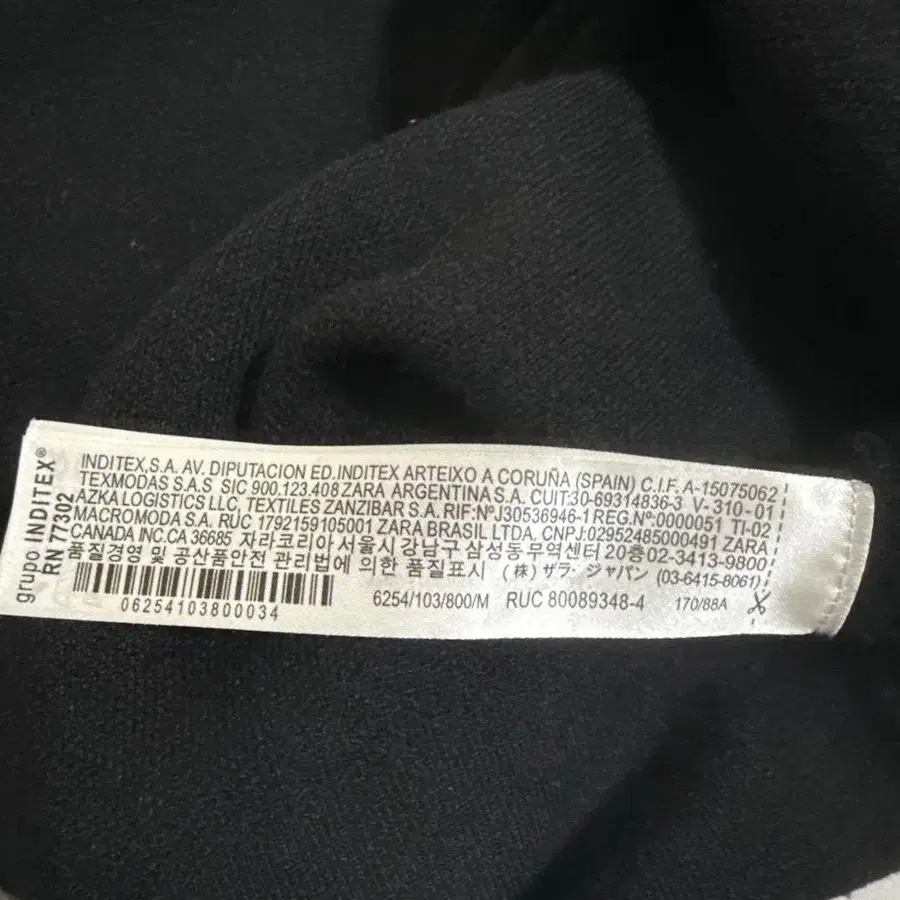 grupo INDITEX®
RN 77302
INDITEX,S.A. AV. DIPUTACION ED.INDITEX ARTEIXO A CORUÑA (SPAIN) C.I.F. A-15075062
TEXMODAS S.A.S SIC 900.123.408 ZARA ARGENTINA S.A. CUIT:30-69314836-3 V-310-01
AZKA LOGISTICS LLC, TEXTILES ZANZIBAR S.A. RIF:NºJ30536946-1 REG.Nº:0000051 TI-02
MACROMODA S.A. RUC 1792159105001 ZARA BRASIL LTDA. CNPJ:02952485000491 ZARA
CANADA INC.CA 36685 자라코리아 서울시 강남구 삼성동무역센터 20층 02-3413-9800
품질경영 및 공산품안전 관리법에 의한 품질표시 (株) ザラ・ジャパン (03-6415-8061)
06254103800034
6254/103/800/M RUC 80089348-4 170/88A